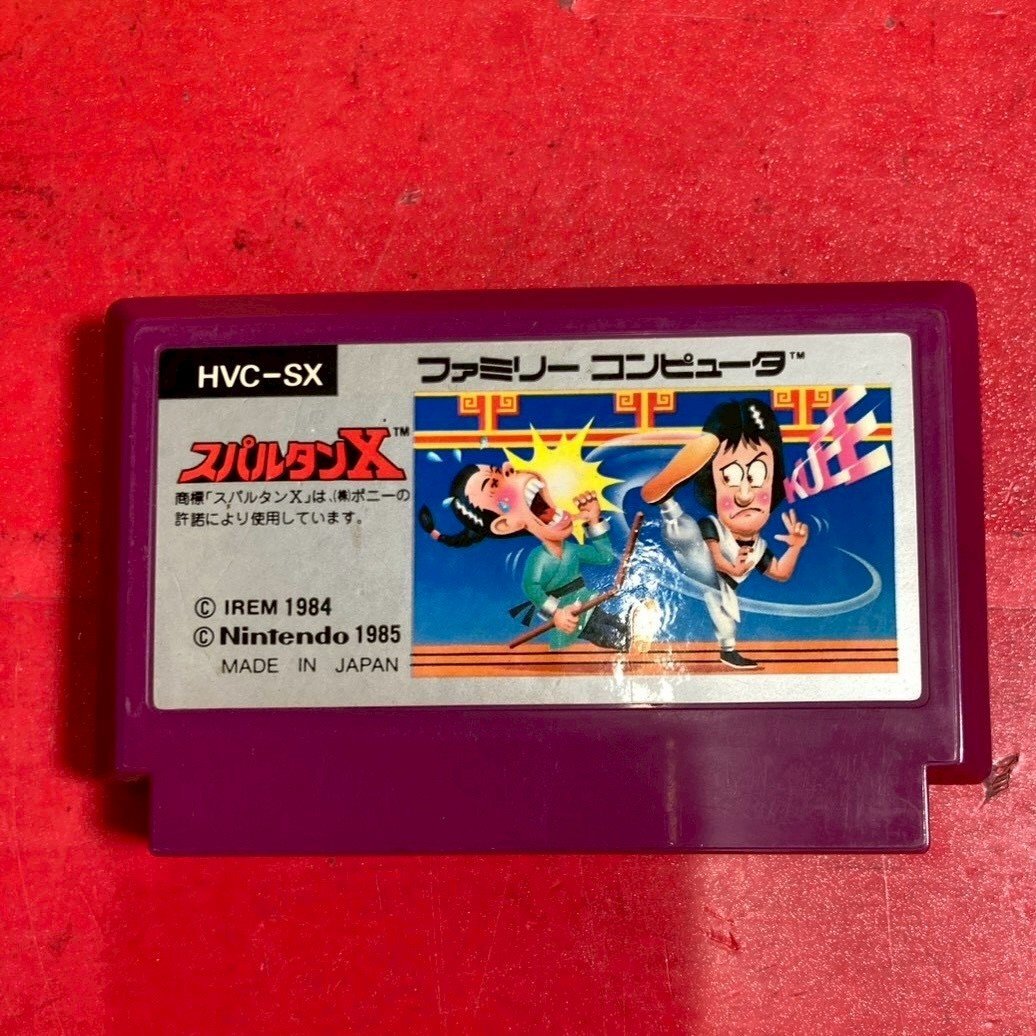 HVC-SX
ファミリー コンピュータ™
スパルタンX™
商標「スパルタンX」は、(株)ポニーの
許諾により使用しています。
© IREM 1984
© Nintendo 1985
MADE IN JAPAN